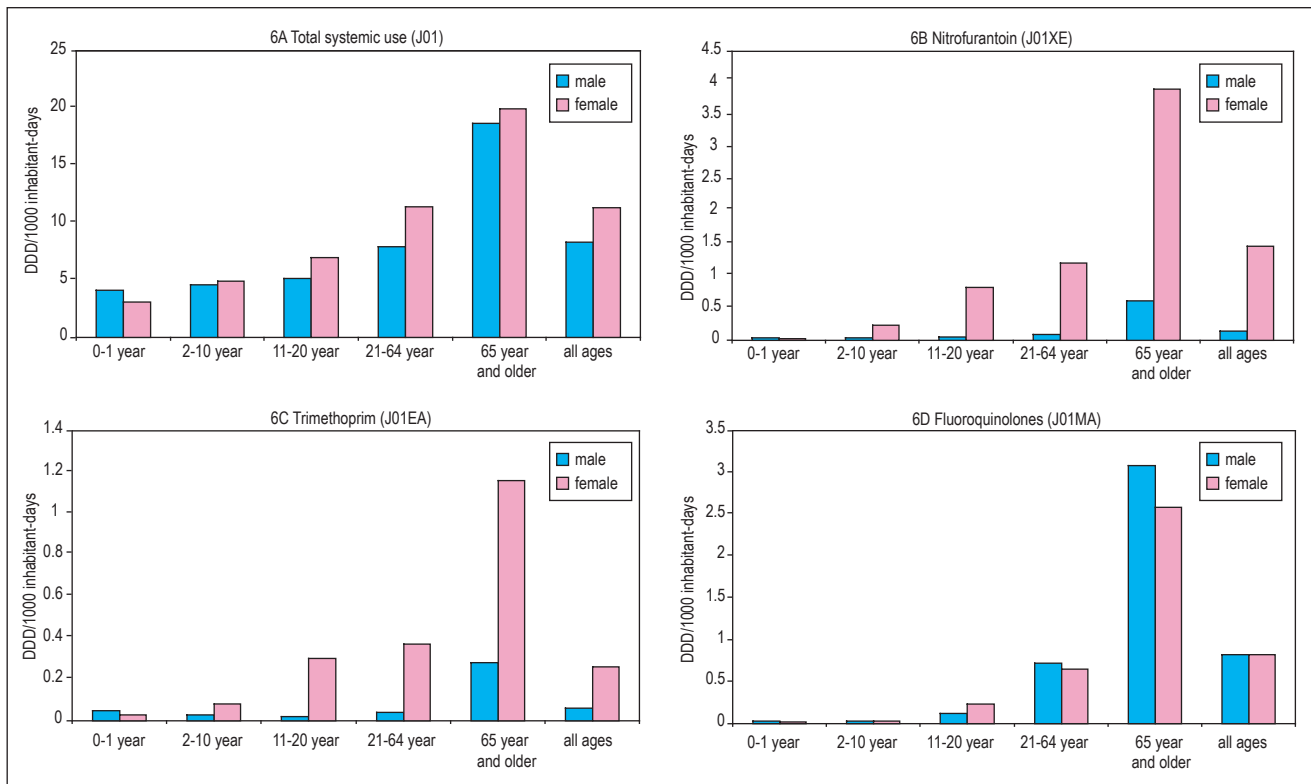 6A Total systemic use (J01)
DDD/1000 inhabitant-days
25
20
15
10
5
0
male
female
0-1 year
2-10 year
11-20 year
21-64 year
65 year
and older
all ages
6B Nitrofurantoin (J01XE)
DDD/1000 inhabitant-days
4.5
4
3.5
3
2.5
2
1.5
1
0.5
0
male
female
0-1 year
2-10 year
11-20 year
21-64 year
65 year
and older
all ages
6C Trimethoprim (J01EA)
DDD/1000 inhabitant-days
1.4
1.2
1
0.8
0.6
0.4
0.2
0
male
female
0-1 year
2-10 year
11-20 year
21-64 year
65 year
and older
all ages
6D Fluoroquinolones (J01MA)
DDD/1000 inhabitant-days
3.5
3
2.5
2
1.5
1
0.5
0
male
female
0-1 year
2-10 year
11-20 year
21-64 year
65 year
and older
all ages